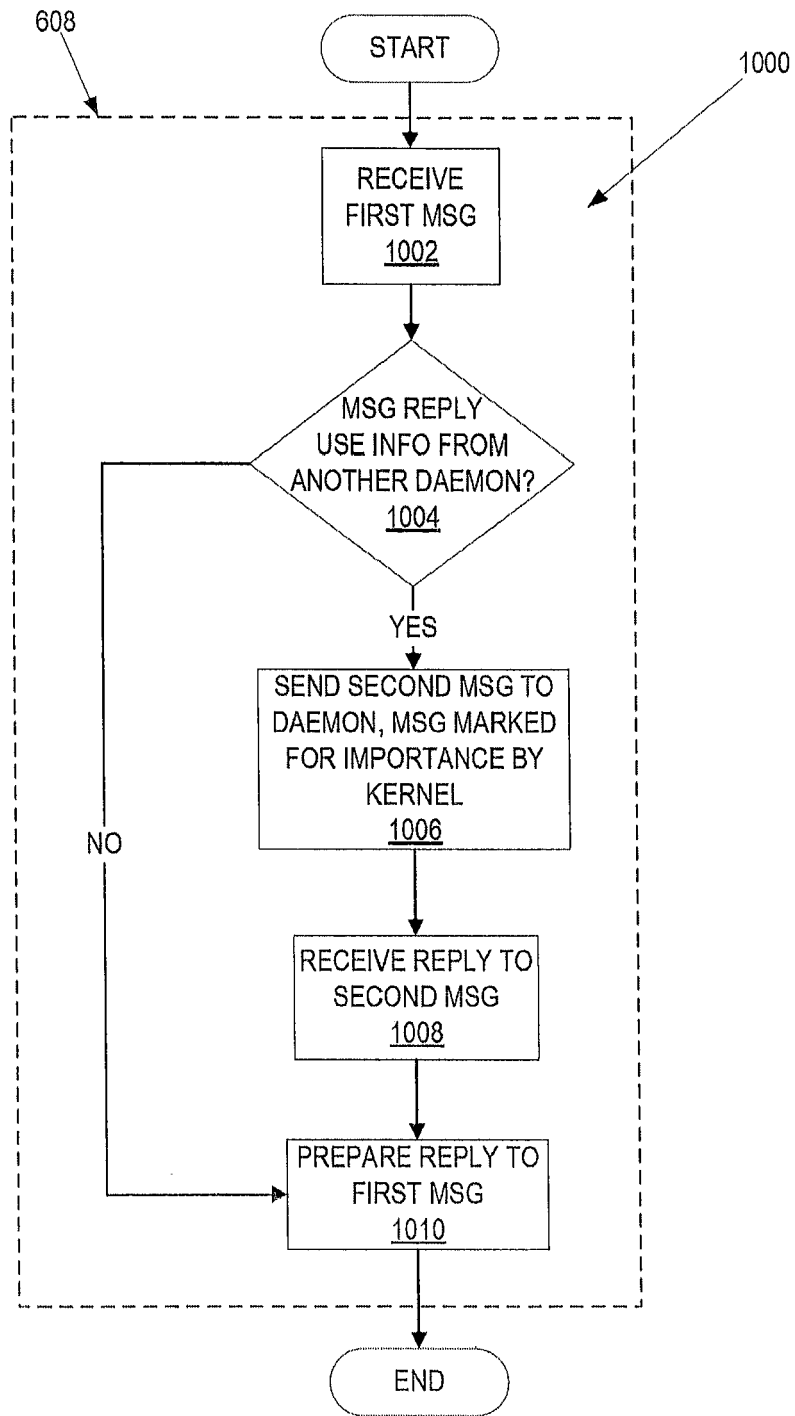 608
START
1000
RECEIVE
FIRST MSG
1002
MSG REPLY
USE INFO FROM
ANOTHER DAEMON?
1004
YES
SEND SECOND MSG TO
DAEMON, MSG MARKED
FOR IMPORTANCE BY
KERNEL
1006
NO
RECEIVE REPLY TO
SECOND MSG
1008
PREPARE REPLY TO
FIRST MSG
1010
END